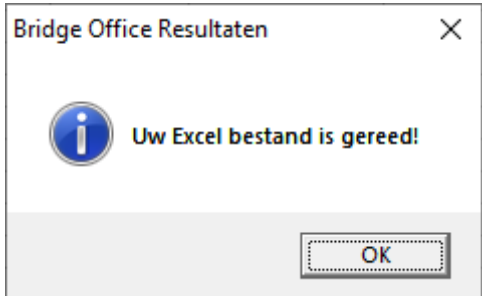 Bridge Office Resultaten
Uw Excel bestand is gereed!
OK